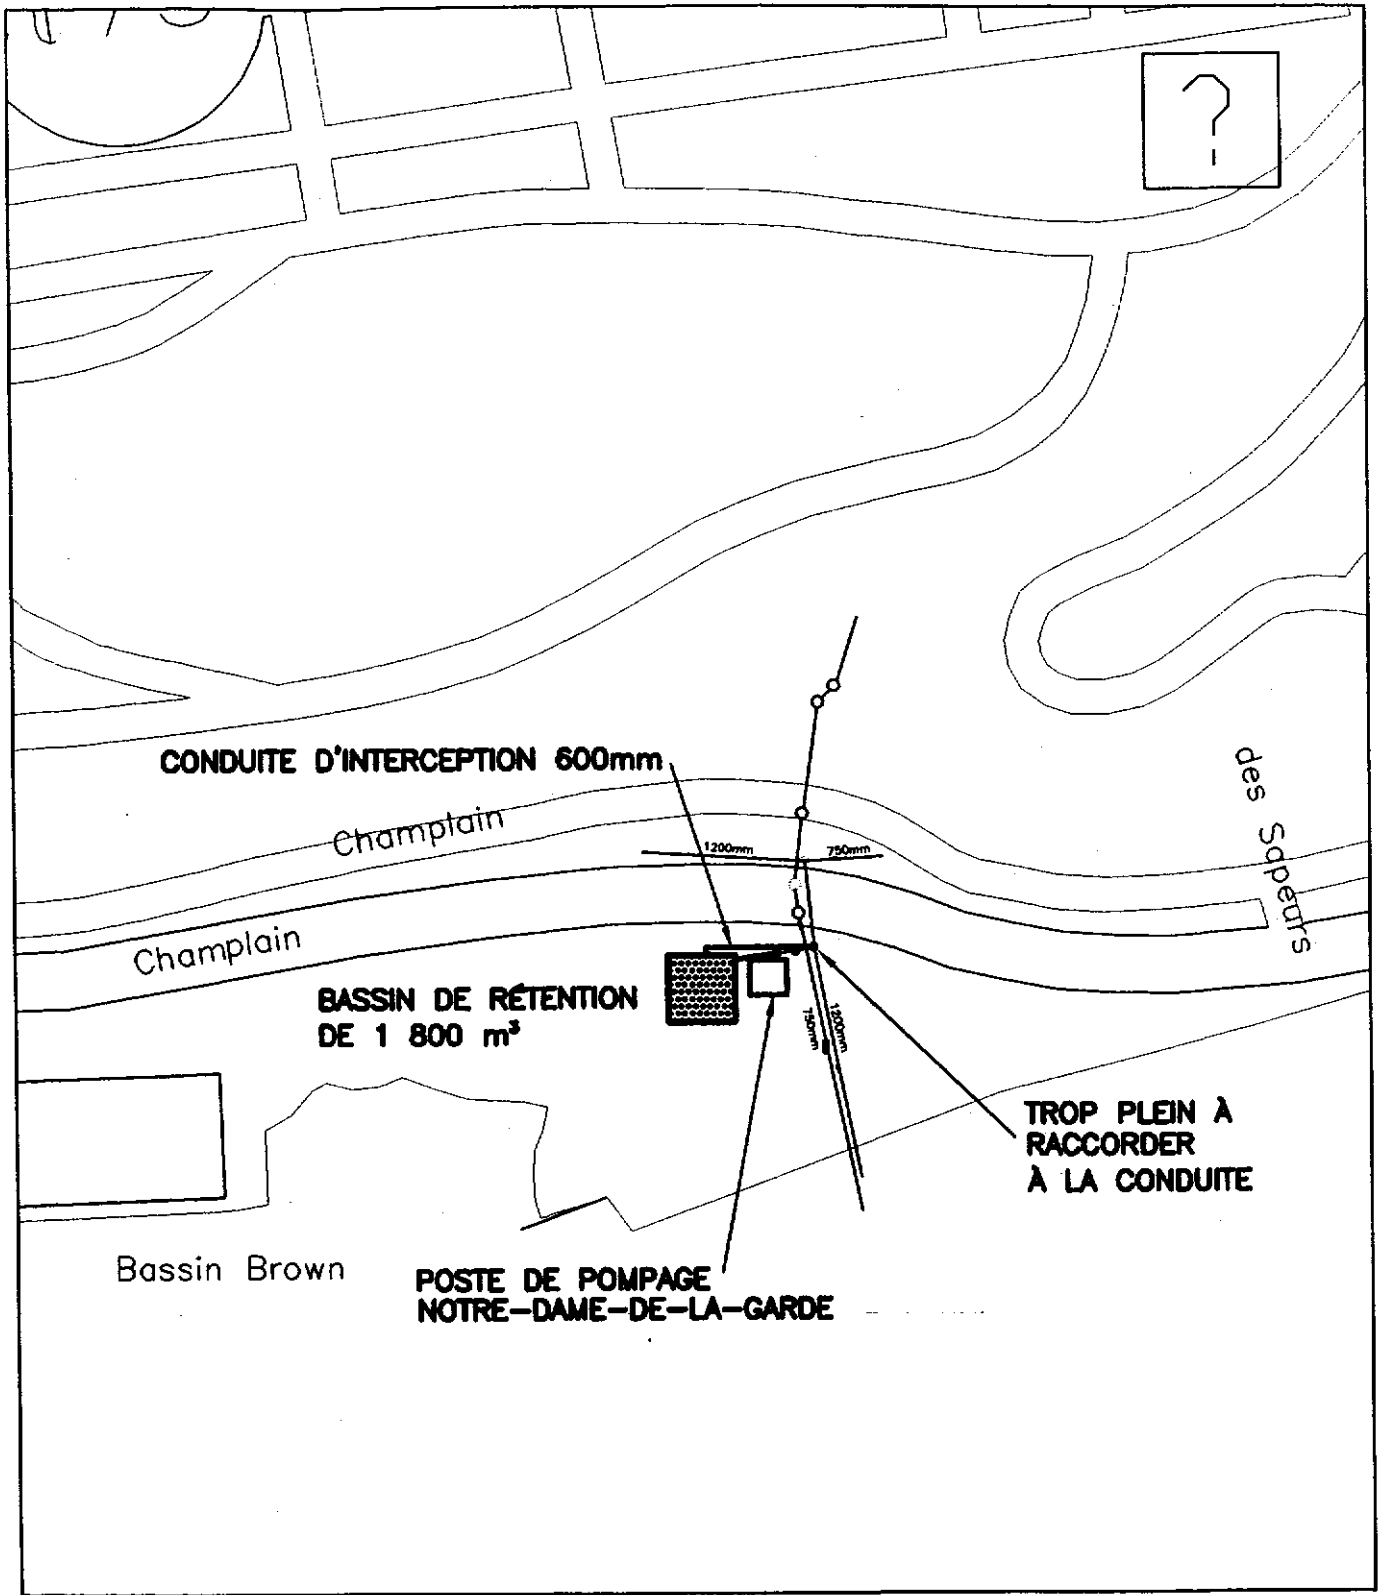 ?
des Sapeurs
CONDUITE D'INTERCEPTION 600mm
Champlain
1200mm
750mm
Champlain
BASSIN DE RÉTENTION
DE 1 800 m³
750mm
1200mm
TROP PLEIN À
RACCORDER
À LA CONDUITE
Bassin Brown
POSTE DE POMPAGE
NOTRE-DAME-DE-LA-GARDE